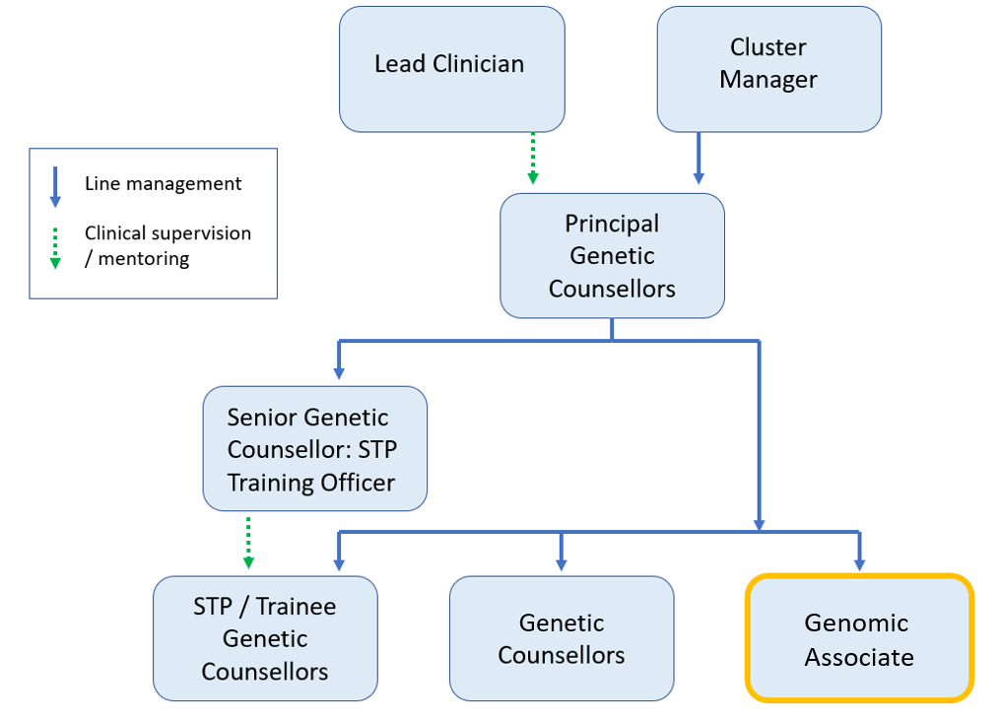 Lead Clinician
Cluster
Manager
Line management
Clinical supervision
/ mentoring
Principal
Genetic
Counsellors
Senior Genetic
Counsellor: STP
Training Officer
STP / Trainee
Genetic
Counsellors
Genetic
Counsellors
Genomic
Associate